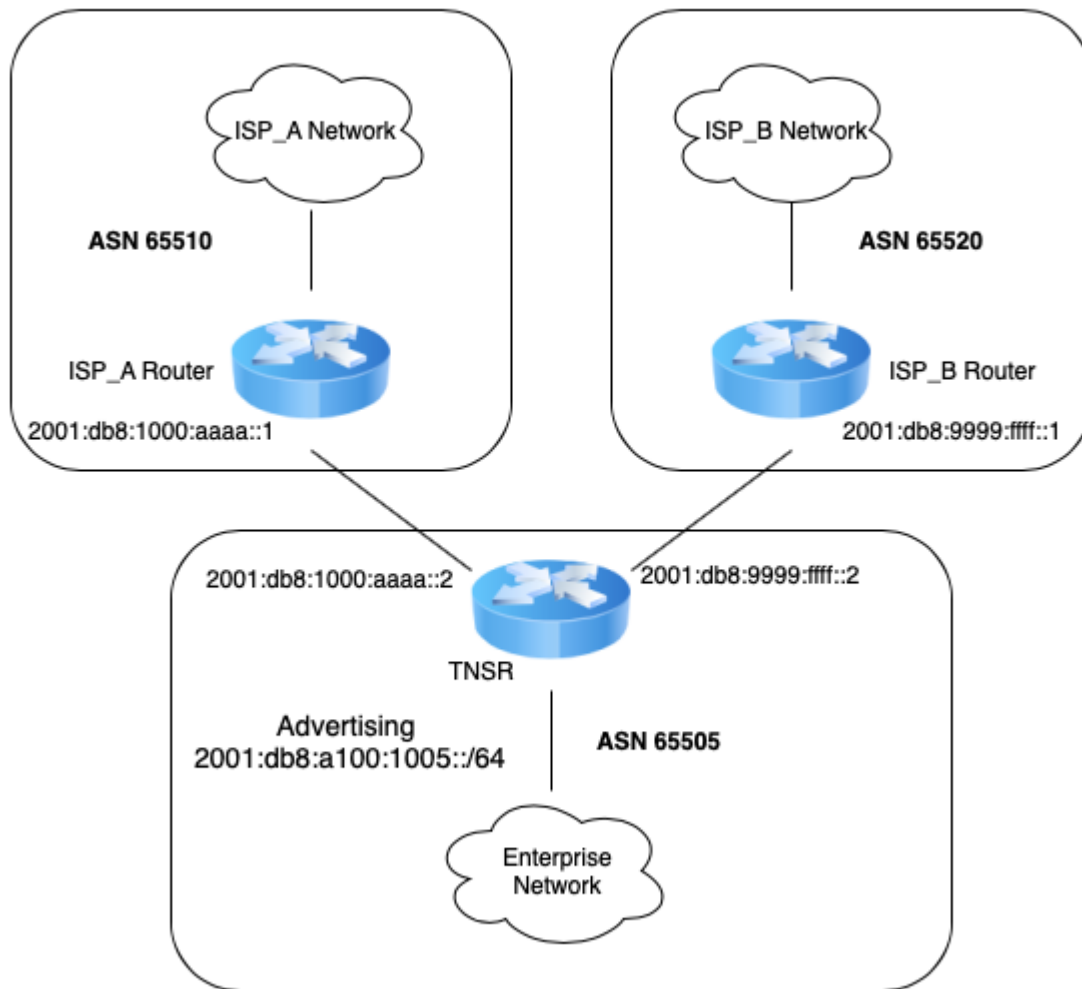 ISP_A Network
ISP_B Network
ASN 65510
ASN 65520
ISP_A Router
ISP_B Router
2001:db8:1000:aaaa::1
2001:db8:9999:ffff::1
2001:db8:1000:aaaa::2
2001:db8:9999:ffff::2
TNSR
Advertising
2001:db8:a100:1005::/64
ASN 65505
Enterprise
Network